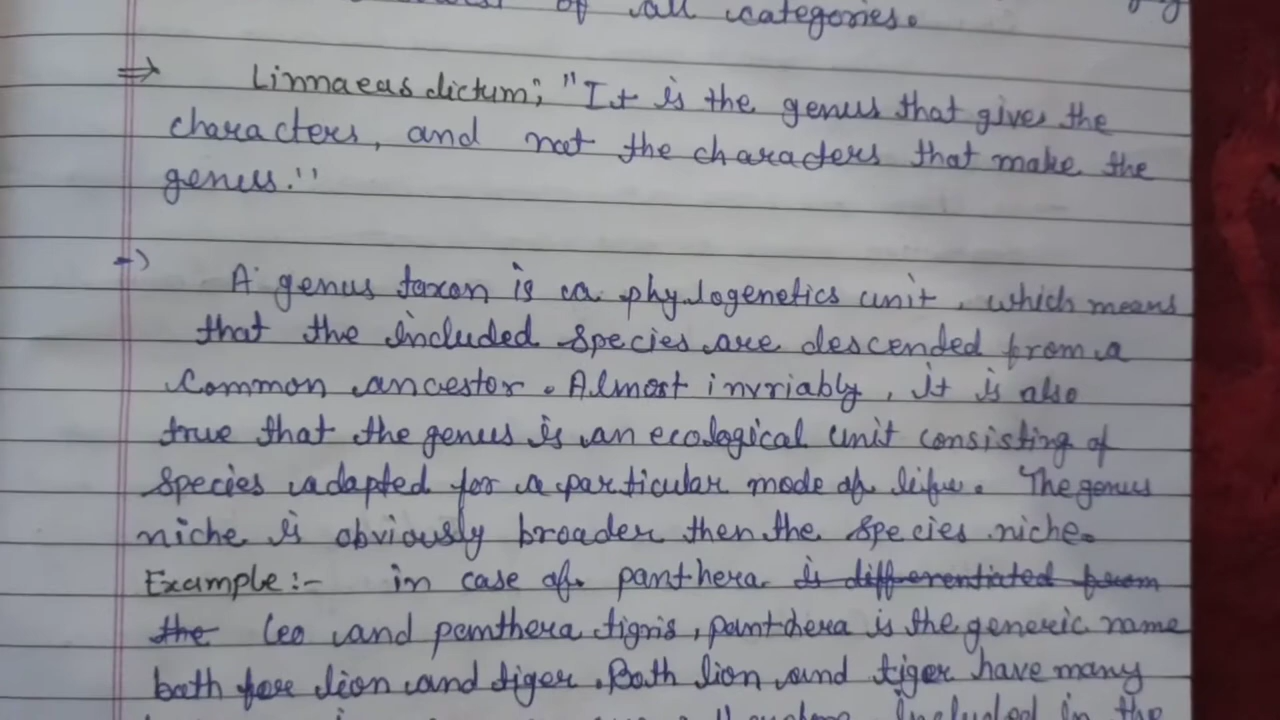 of all categories.
⇒ Linnaeas dictum; "It is the genus that gives the
characters, and not the characters that make the
genus."
→ A genus taxon is a phylogenetics unit, which means
that the included species are descended from a
common ancestor. Almost invriably, it is also
true that the genus is an ecological unit consisting of
species adapted for a particular mode of life. The genus
niche is obviously broader then the species niche.
Example:- in case of panthera is differentiated from
the leo and panthera tigris, panthera is the generic name
both for lion and tiger. Both lion and tiger have many
included in the